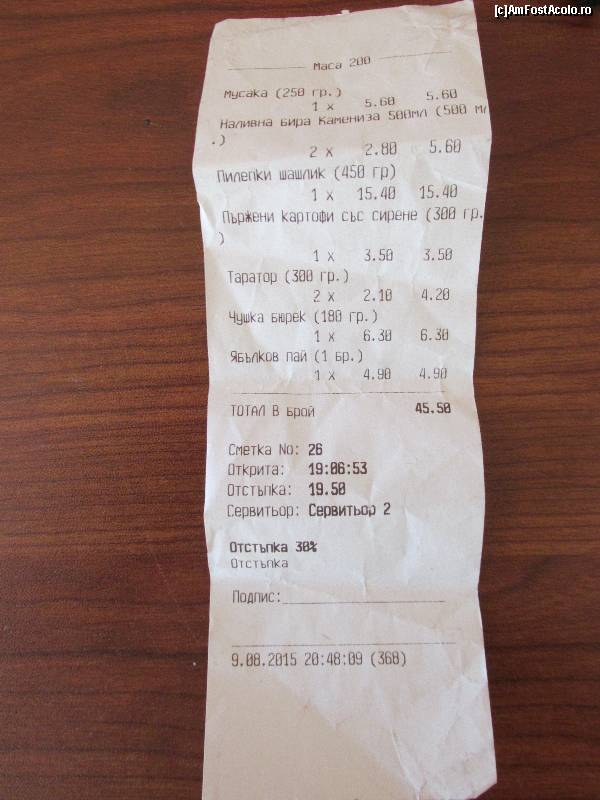 [c]AmFostAcolo.ro
Маса 200
Мусака (250 гр.)
1 x 5.60 5.60
Наливна бира Каменизa 500мл (500 мл
.)
2 x 2.80 5.60
Пилепки шашлик (450 гр)
1 x 15.40 15.40
Пържени картофи със сирене (300 гр.
)
1 x 3.50 3.50
Таратор (300 гр.)
2 x 2.10 4.20
Чушка бюрек (180 гр.)
1 x 6.30 6.30
Ябълков пай (1 бр.)
1 x 4.90 4.90
ТОТАЛ В Брой 45.50
Сметка No: 26
Открита: 19:06:53
Отстъпка: 19.50
Сервитьор: Сервитьор 2
Отстъпка 30%
Отстъпка
Подпис:
9.08.2015 20:48:09 (368)